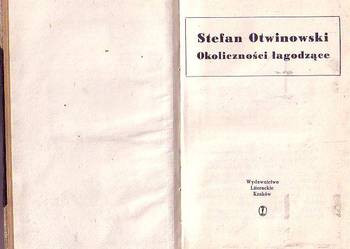 Stefan Otwinowski
Okoliczności łagodzące
Wydawnictwo
Literackie
Kraków